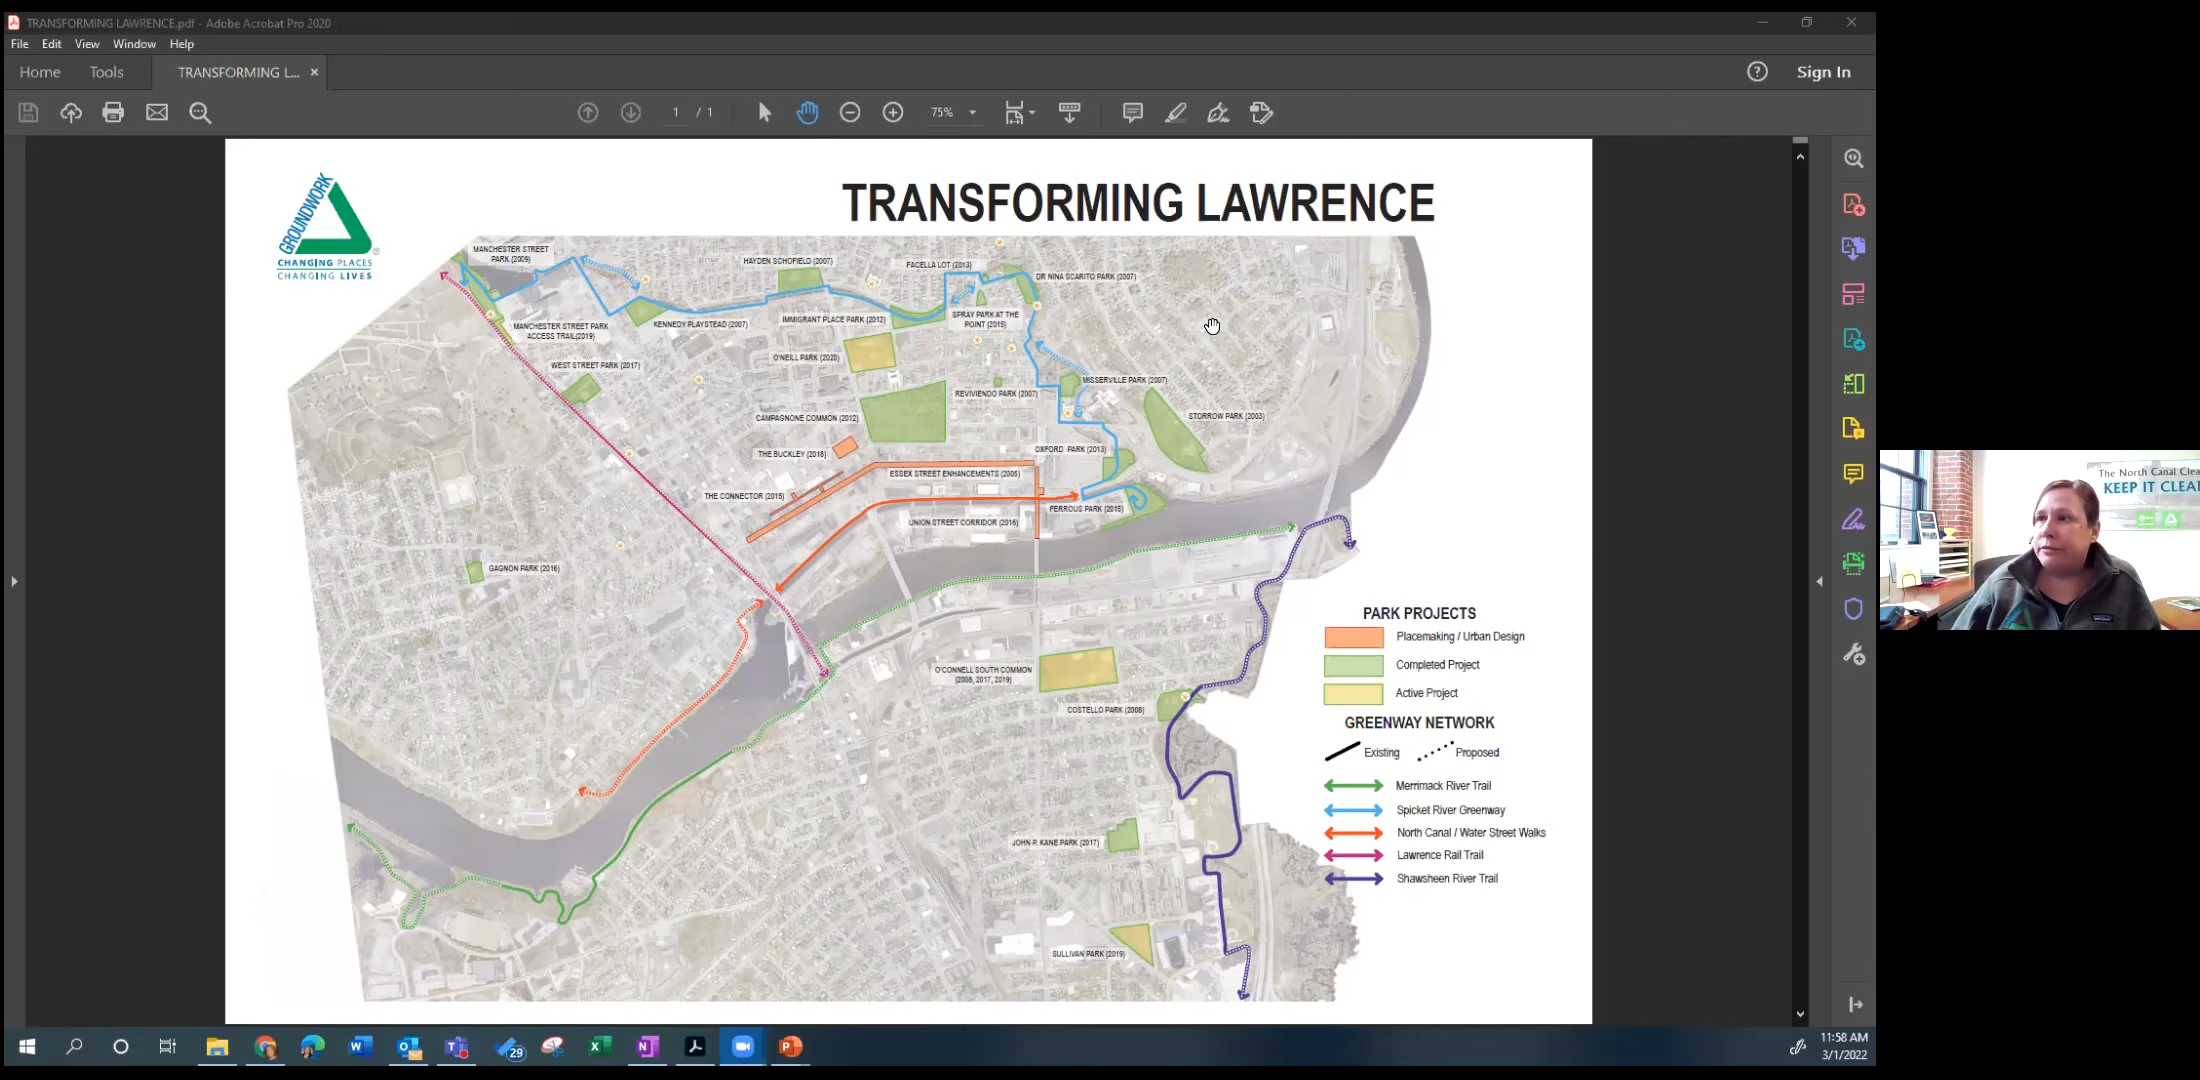 TRANSFORMING LAWRENCE.pdf - Adobe Acrobat Pro 2020
File Edit View Window Help
Home Tools TRANSFORMING L... ×
Sign In
1 / 1
75%
GROUNDWORK
CHANGING PLACES
CHANGING LIVES
TRANSFORMING LAWRENCE
MANCHESTER STREET
PARK (2009)
HAYDEN SCHOFIELD (2007)
FACELLA LOT (2013)
DR NINA SCARITO PARK (2007)
MANCHESTER STREET PARK
ACCESS TRAIL(2019)
KENNEDY PLAYSTEAD (2007)
IMMIGRANT PLACE PARK (2012)
SPRAY PARK AT THE
POINT (2015)
O'NEILL PARK (2020)
WEST STREET PARK (2017)
REVIVIENDO PARK (2007)
MISSERVILLE PARK (2007)
CAMPAGNONE COMMON (2012)
STORROW PARK (2003)
THE BUCKLEY (2018)
OXFORD PARK (2013)
ESSEX STREET ENHANCEMENTS (2005)
THE CONNECTOR (2015)
FERROUS PARK (2015)
UNION STREET CORRIDOR (2016)
GAGNON PARK (2016)
O'CONNELL SOUTH COMMON
(2008, 2017, 2019)
COSTELLO PARK (2008)
JOHN P. KANE PARK (2017)
SULLIVAN PARK (2019)
PARK PROJECTS
Placemaking / Urban Design
Completed Project
Active Project
GREENWAY NETWORK
Existing Proposed
Merrimack River Trail
Spicket River Greenway
North Canal / Water Street Walks
Lawrence Rail Trail
Shawsheen River Trail
The North Canal Clea
KEEP IT CLEA
29
11:58 AM
3/1/2022